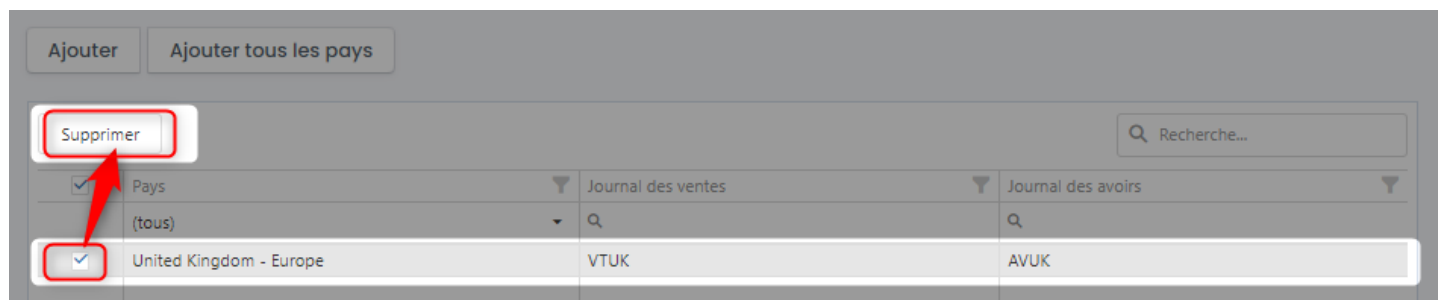 Ajouter Ajouter tous les pays
Supprimer Recherche...
Pays Journal des ventes Journal des avoirs
(tous)
United Kingdom - Europe VTUK AVUK